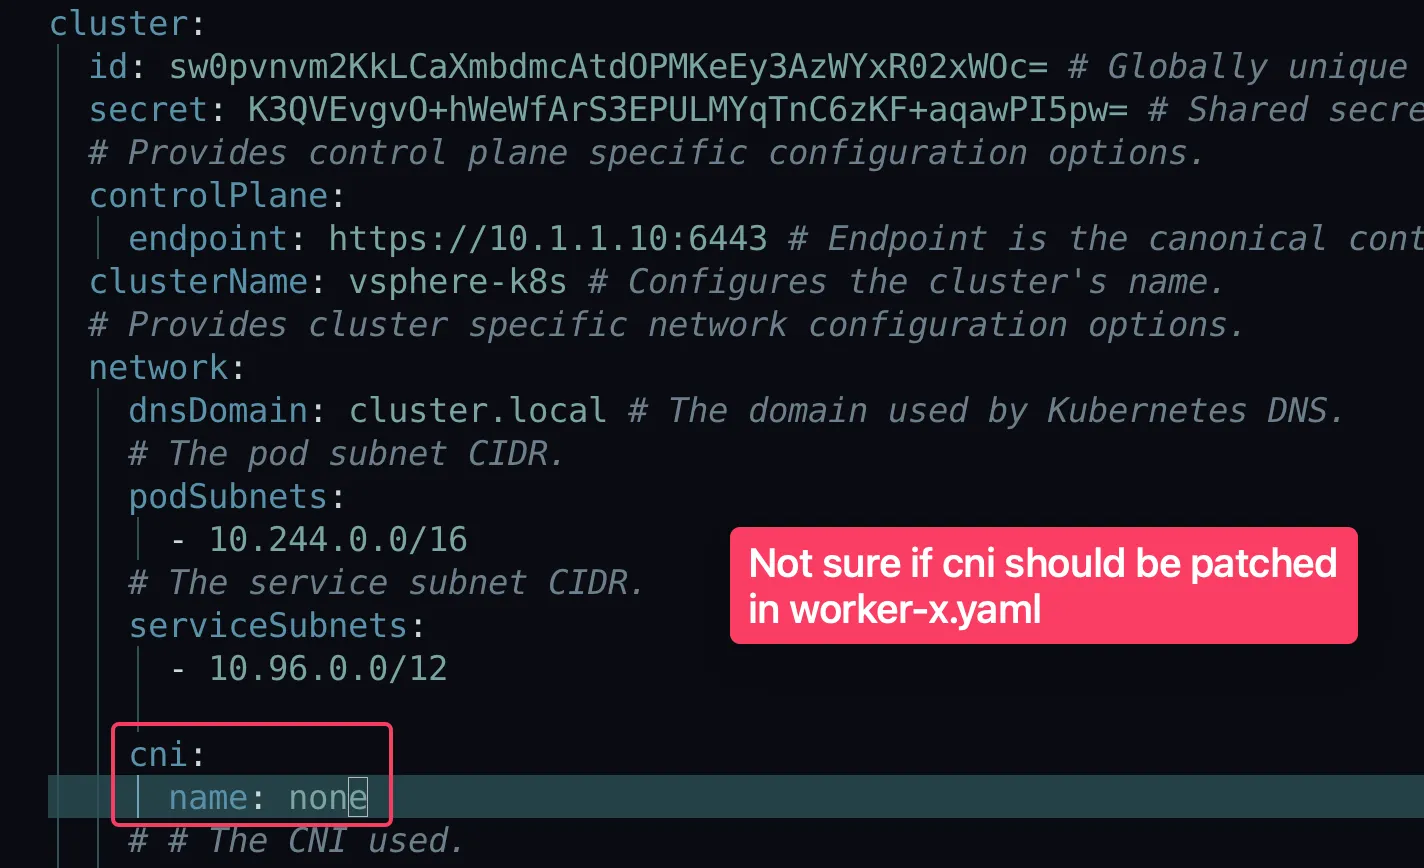 cluster:
id: sw0pvnvm2KkLCaXmbdmcAtdOPMKeEy3AzWYxR02xWOc= # Globally unique
secret: K3QVEvgvO+hWeWfArS3EPULMYqTnC6zKF+aqawPI5pw= # Shared secre
# Provides control plane specific configuration options.
controlPlane:
endpoint: https://10.1.1.10:6443 # Endpoint is the canonical cont
clusterName: vsphere-k8s # Configures the cluster's name.
# Provides cluster specific network configuration options.
network:
dnsDomain: cluster.local # The domain used by Kubernetes DNS.
# The pod subnet CIDR.
podSubnets:
- 10.244.0.0/16
# The service subnet CIDR.
serviceSubnets:
- 10.96.0.0/12
Not sure if cni should be patched
in worker-x.yaml
cni:
name: none
# # The CNI used.